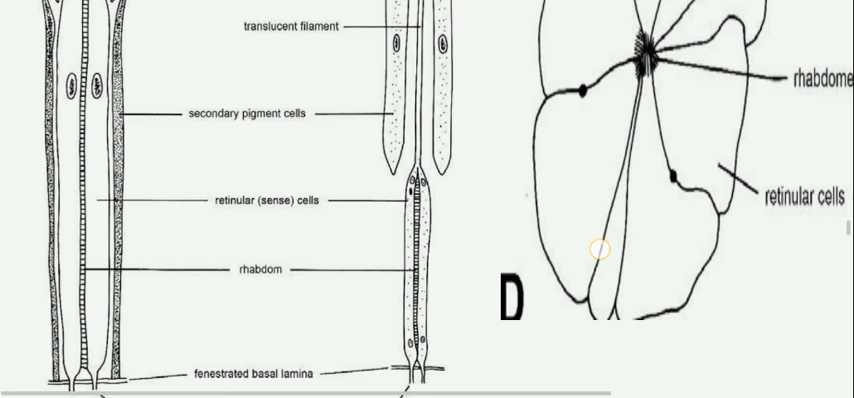 translucent filament
secondary pigment cells
retinular (sense) cells
rhabdom
fenestrated basal lamina
rhabdome
retinular cells
D